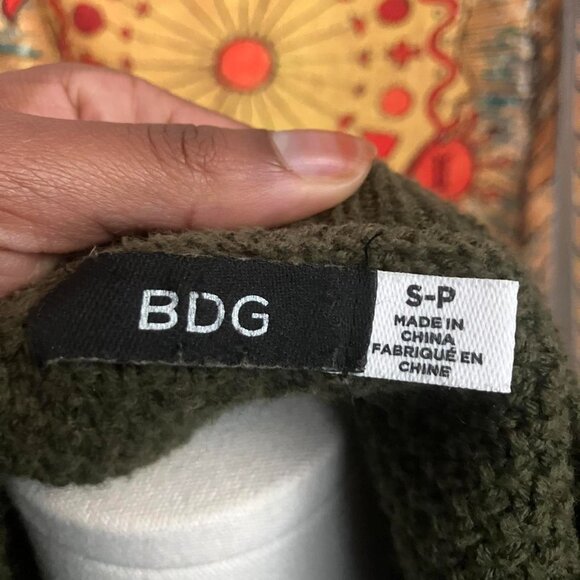 BDG
S-P
MADE IN
CHINA
FABRIQUÉ EN
CHINE